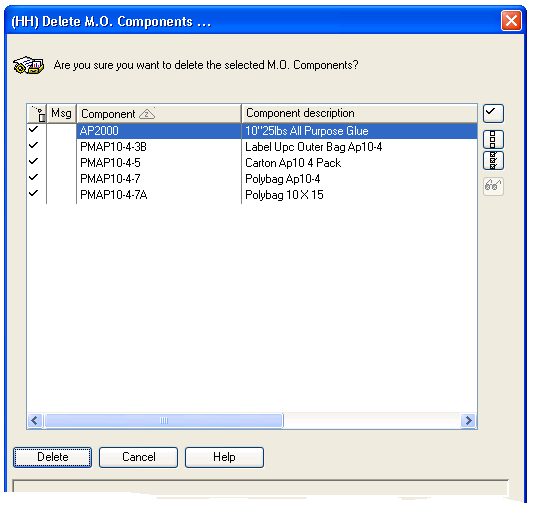 (HH) Delete M.O. Components ...
Are you sure you want to delete the selected M.O. Components?
Msg Component 2 Component description
AP2000 10"25lbs All Purpose Glue
PMAP10-4-3B Label Upc Outer Bag Ap10-4
PMAP10-4-5 Carton Ap10 4 Pack
PMAP10-4-7 Polybag Ap10-4
PMAP10-4-7A Polybag 10 X 15
Delete Cancel Help